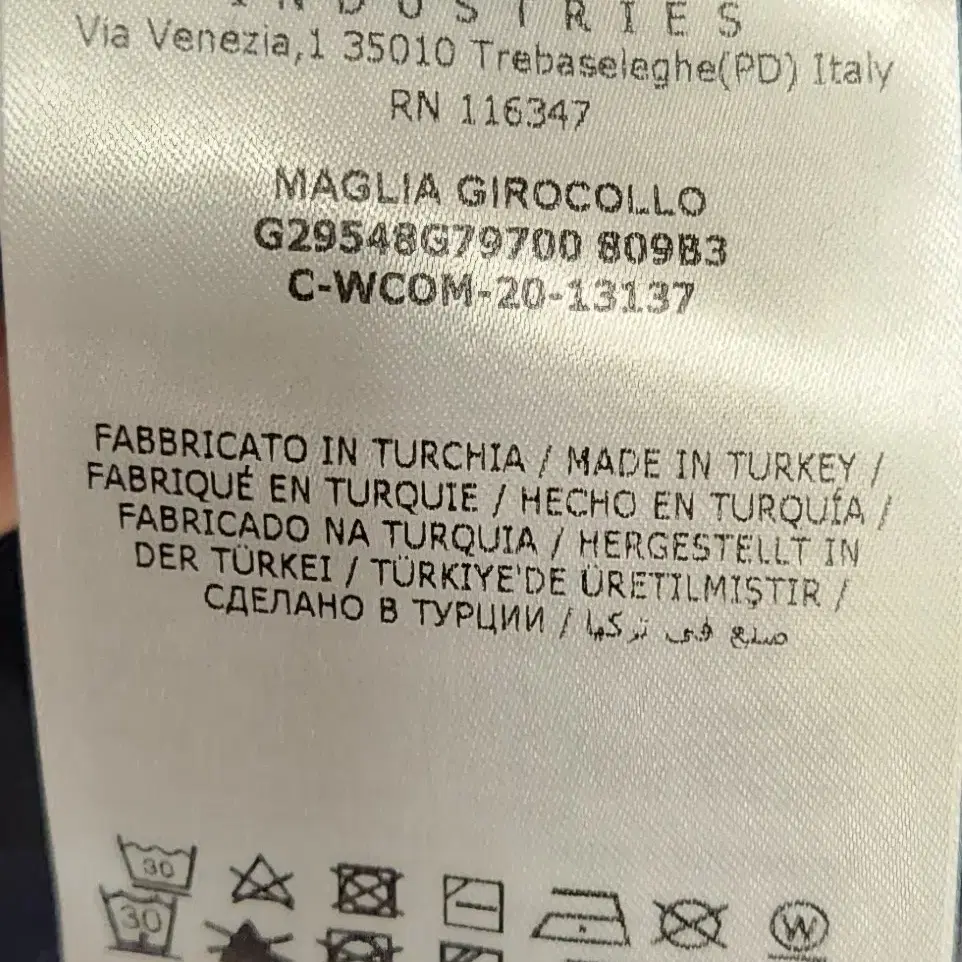 INDUSTRIES
Via Venezia,1 35010 Trebaseleghe(PD) Italy
RN 116347
MAGLIA GIROCOLLO
G29548G79700 809B3
C-WCOM-20-13137
FABBRICATO IN TURCHIA / MADE IN TURKEY /
FABRIQUÉ EN TURQUIE / HECHO EN TURQUÍA /
FABRICADO NA TURQUIA / HERGESTELLT IN
DER TÜRKEI / TÜRKIYE'DE ÜRETILMIŞTIR /
СДЕЛАНО В ТУРЦИИ / صنع في تركيا
30
W
30